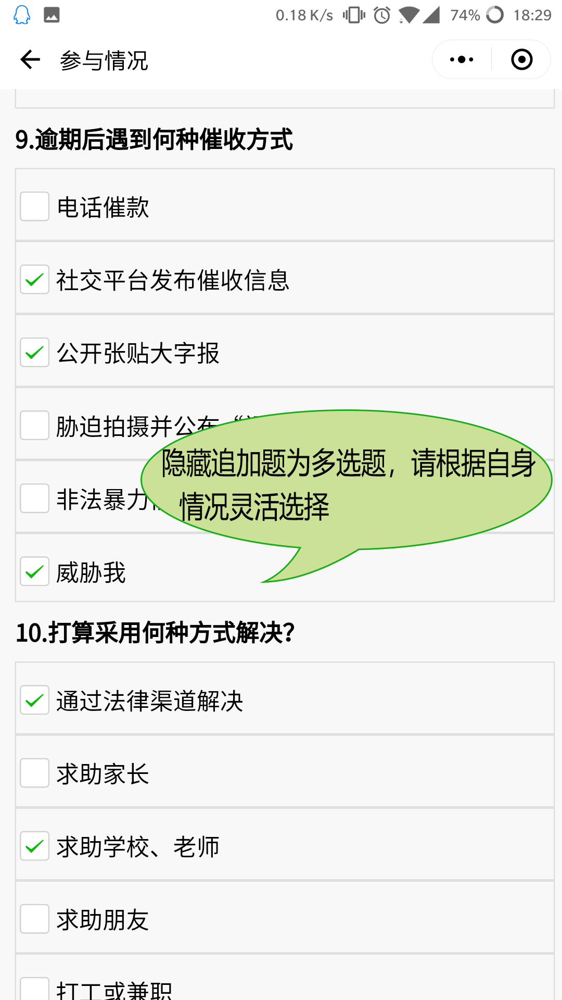 0.18 K/s 74% 18:29
参与情况
9.逾期后遇到何种催收方式
电话催款
社交平台发布催收信息
公开张贴大字报
胁迫拍摄并公布“
隐藏追加题为多选题，请根据自身
非法暴力
情况灵活选择
威胁我
10.打算采用何种方式解决?
通过法律渠道解决
求助家长
求助学校、老师
求助朋友
打工或兼职